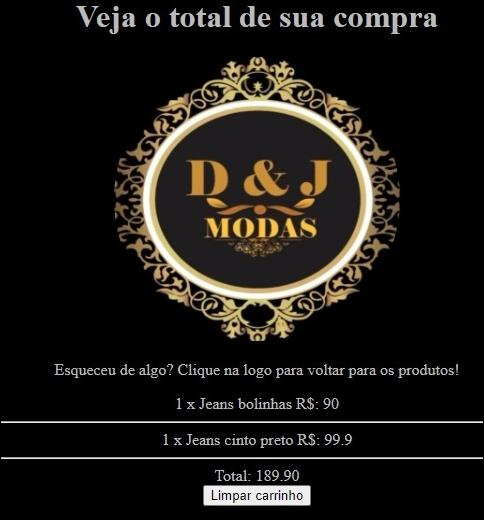 Veja o total de sua compra
D & J
MODAS
Esqueceu de algo? Clique na logo para voltar para os produtos!
1 x Jeans bolinhas R$: 90
1 x Jeans cinto preto R$: 99.9
Total: 189.90
Limpar carrinho